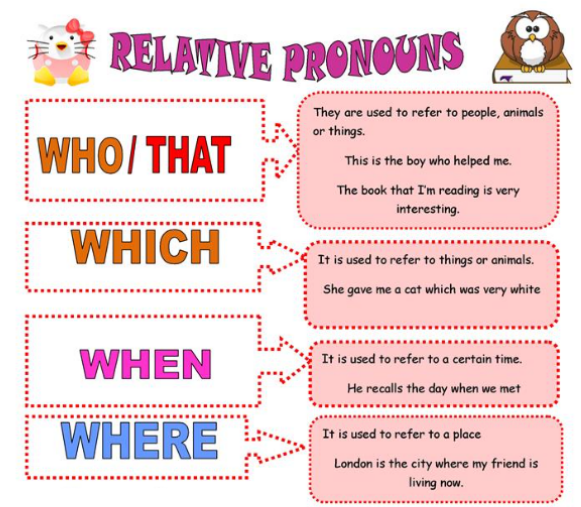 RELATIVE PRONOUNS
WHO/ THAT
They are used to refer to people, animals
or things.
This is the boy who helped me.
The book that I'm reading is very
interesting.
WHICH
It is used to refer to things or animals.
She gave me a cat which was very white
WHEN
It is used to refer to a certain time.
He recalls the day when we met
WHERE
It is used to refer to a place
London is the city where my friend is
living now.